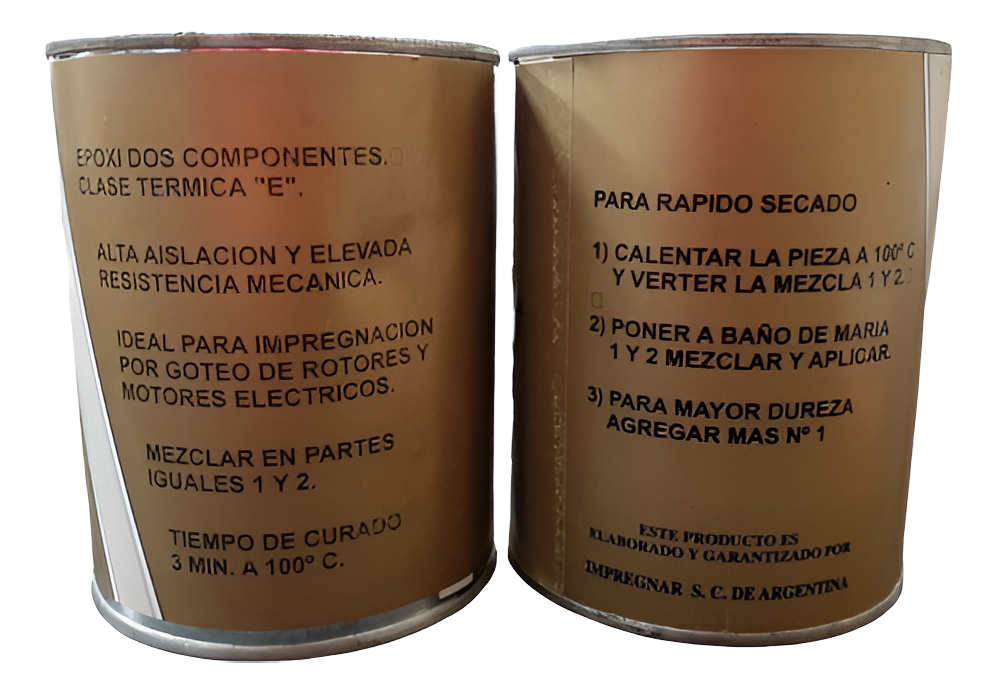 EPOXI DOS COMPONENTES.
CLASE TERMICA "E".
ALTA AISLACION Y ELEVADA
RESISTENCIA MECANICA.
IDEAL PARA IMPREGNACION
POR GOTEO DE ROTORES Y
MOTORES ELECTRICOS.
MEZCLAR EN PARTES
IGUALES 1 Y 2.
TIEMPO DE CURADO
3 MIN. A 100º C.
PARA RAPIDO SECADO
1) CALENTAR LA PIEZA A 100º C
Y VERTER LA MEZCLA 1 Y 2.
2) PONER A BAÑO DE MARIA
1 Y 2 MEZCLAR Y APLICAR.
3) PARA MAYOR DUREZA
AGREGAR MAS Nº 1
ESTE PRODUCTO ES
ELABORADO Y GARANTIZADO POR
IMPREGNAR S. C. DE ARGENTINA